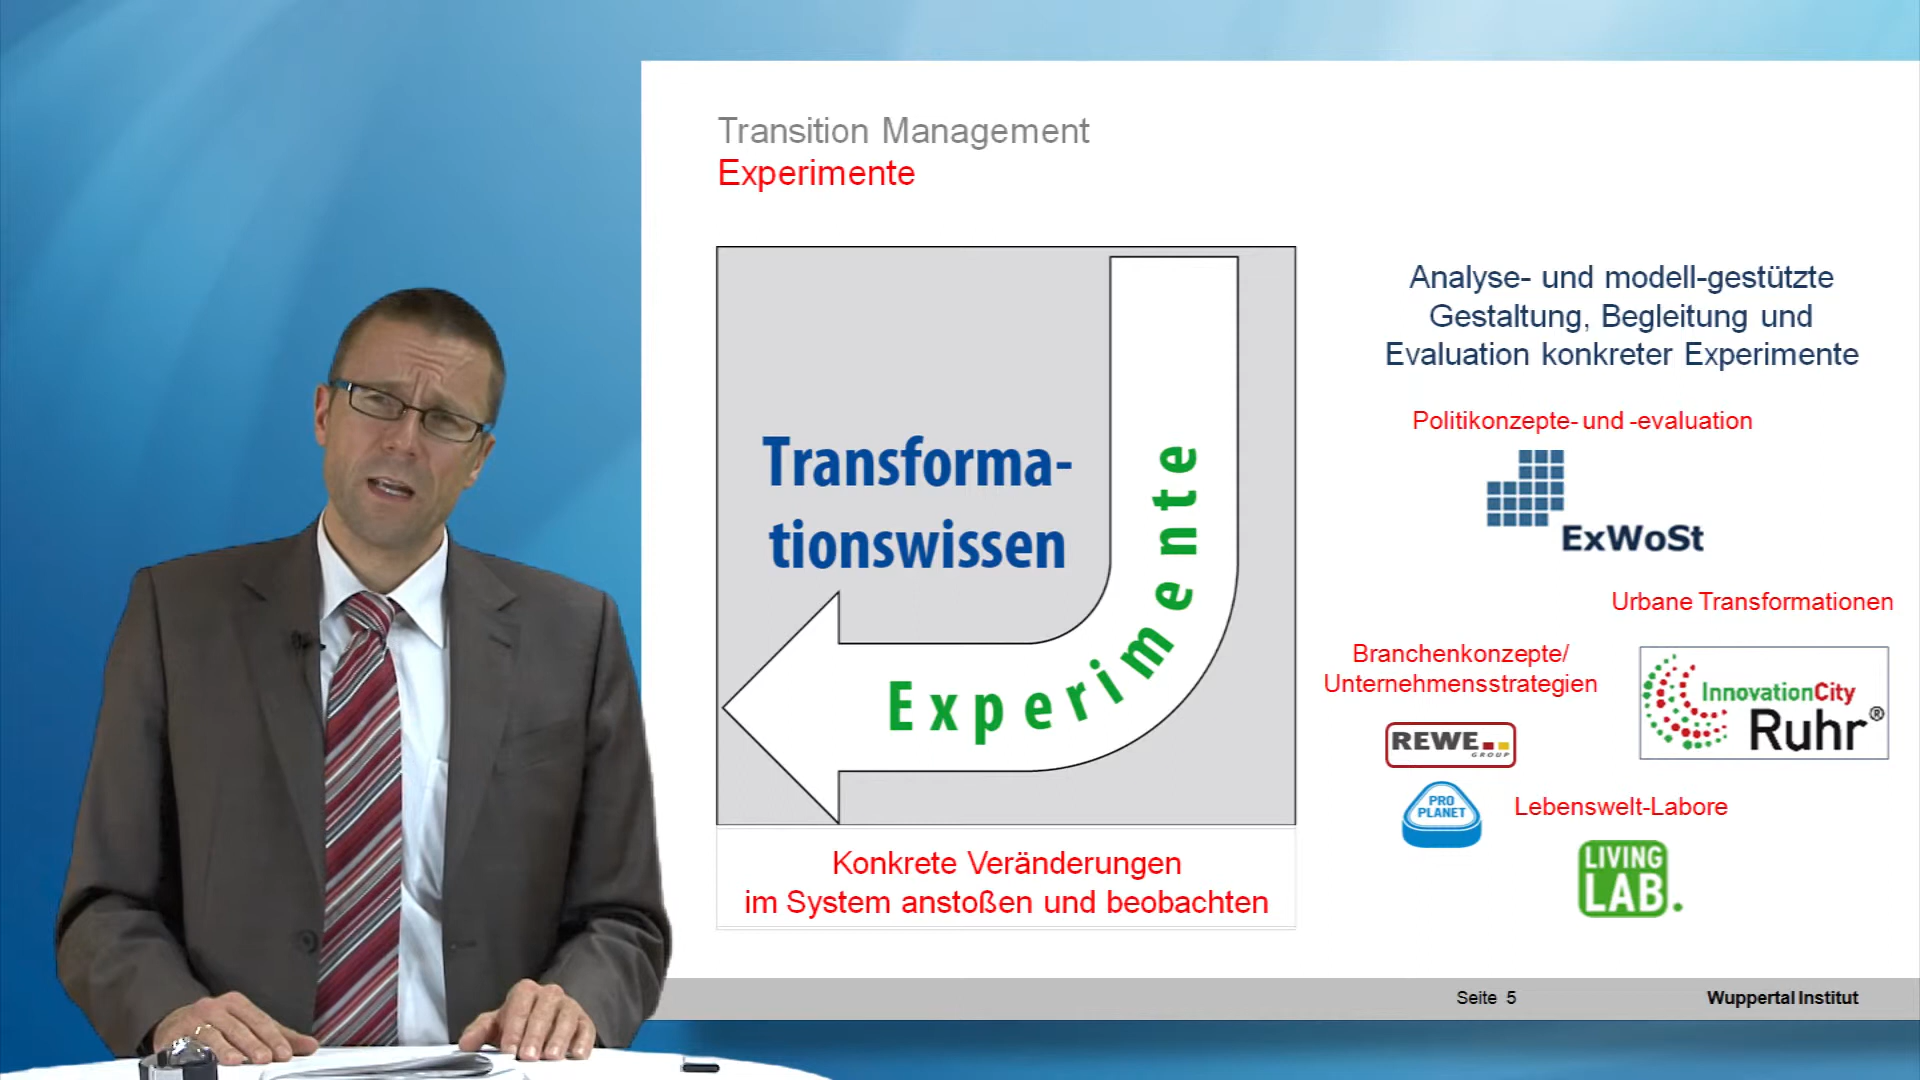 Transition Management
Experimente
Transforma-
tionswissen
Experimente
Konkrete Veränderungen
im System anstoßen und beobachten
Analyse- und modell-gestützte
Gestaltung, Begleitung und
Evaluation konkreter Experimente
Politikonzepte- und -evaluation
ExWoSt
Urbane Transformationen
InnovationCity
Ruhr®
Branchenkonzepte/
Unternehmensstrategien
REWE
GROUP
PRO
PLANET
Lebenswelt-Labore
LIVING
LAB.
Seite 5
Wuppertal Institut